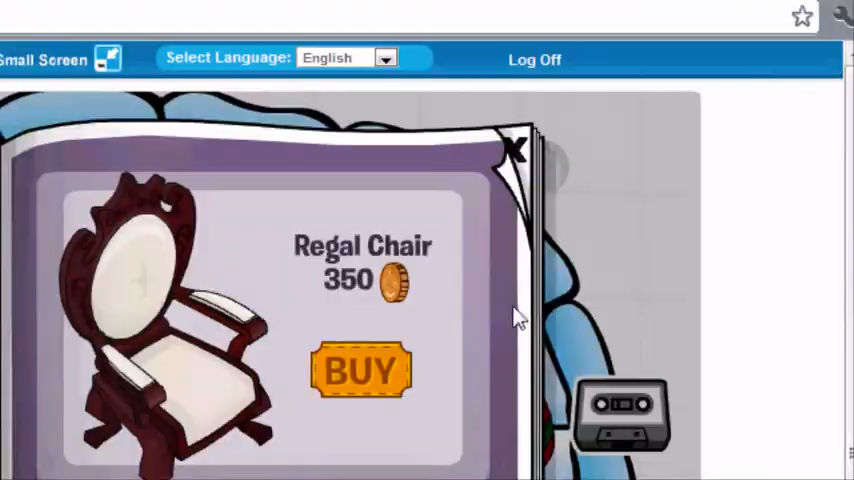 Small Screen
Select Language: English
Log Off
X
Regal Chair
350
BUY